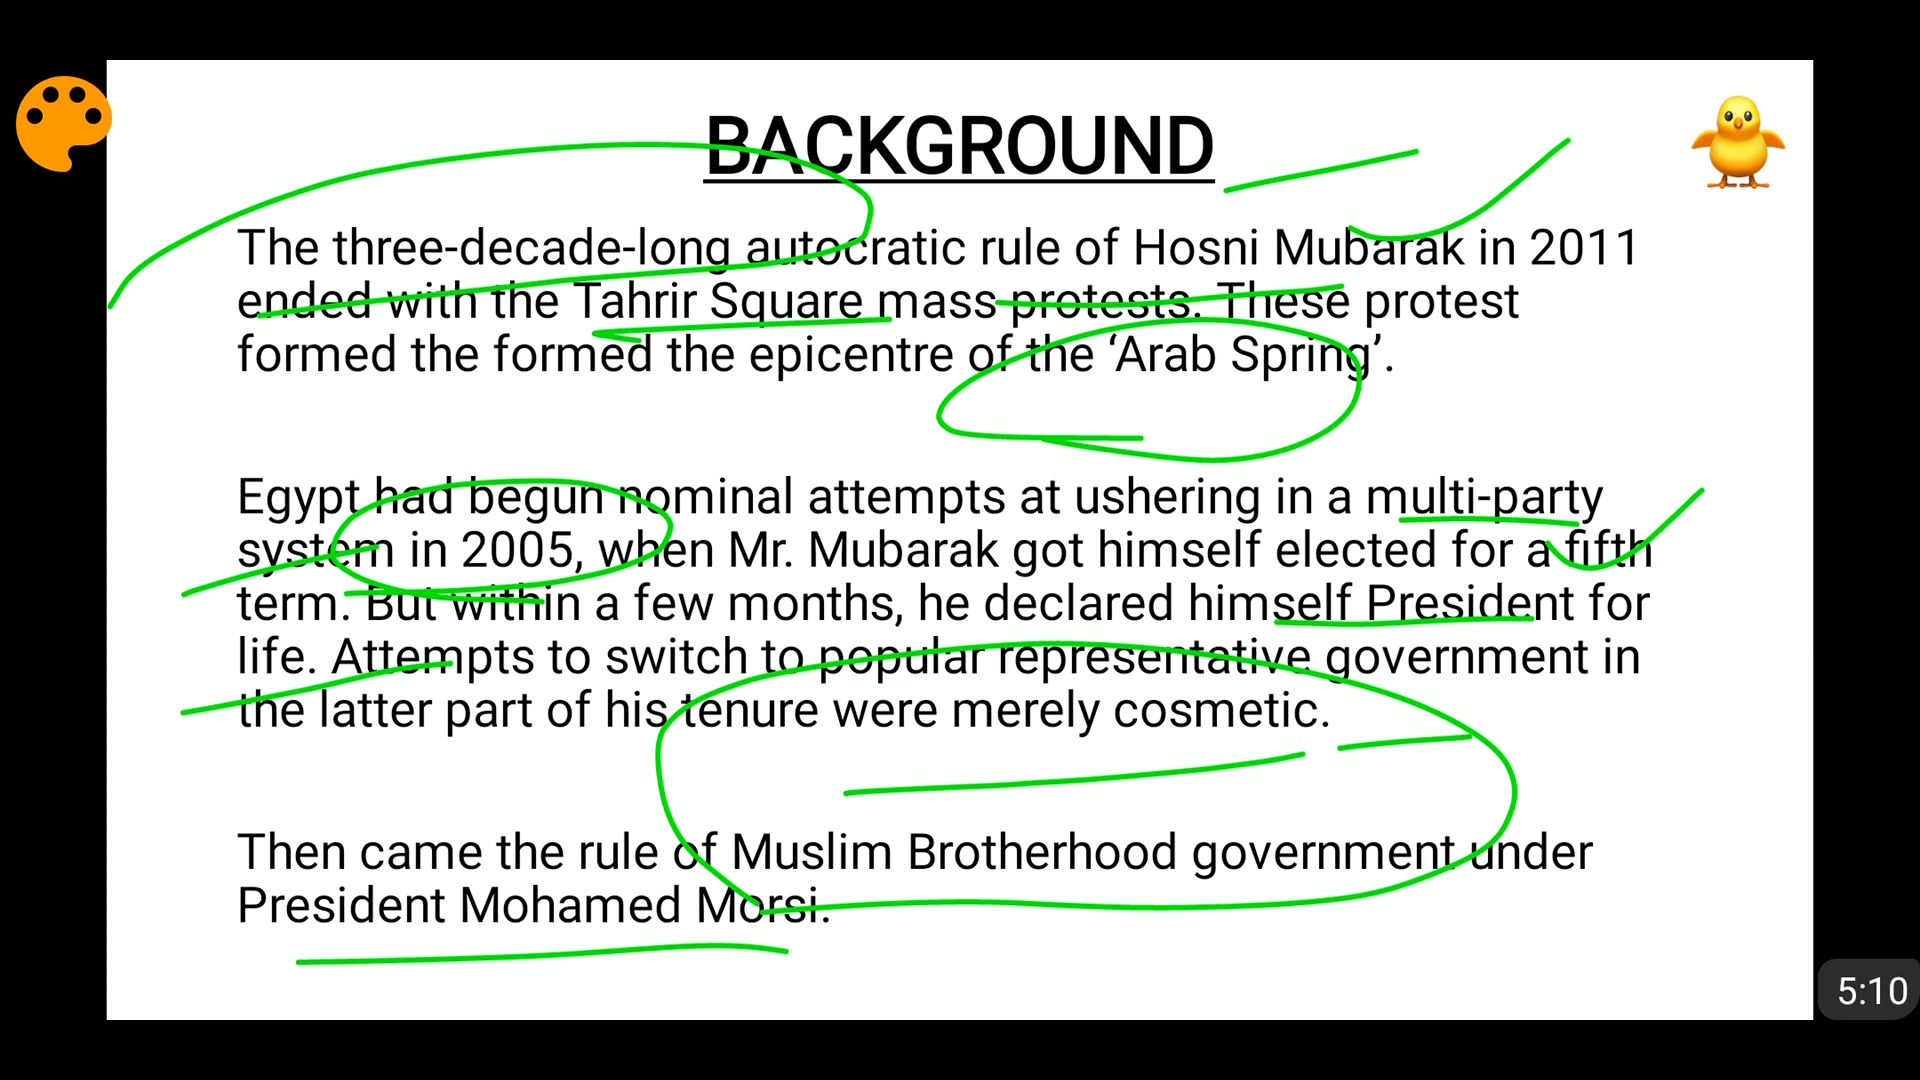 BACKGROUND
The three-decade-long autocratic rule of Hosni Mubarak in 2011
ended with the Tahrir Square mass protests. These protest
formed the formed the epicentre of the ‘Arab Spring’.
Egypt had begun nominal attempts at ushering in a multi-party
system in 2005, when Mr. Mubarak got himself elected for a fifth
term. But within a few months, he declared himself President for
life. Attempts to switch to popular representative government in
the latter part of his tenure were merely cosmetic.
Then came the rule of Muslim Brotherhood government under
President Mohamed Morsi.
5:10